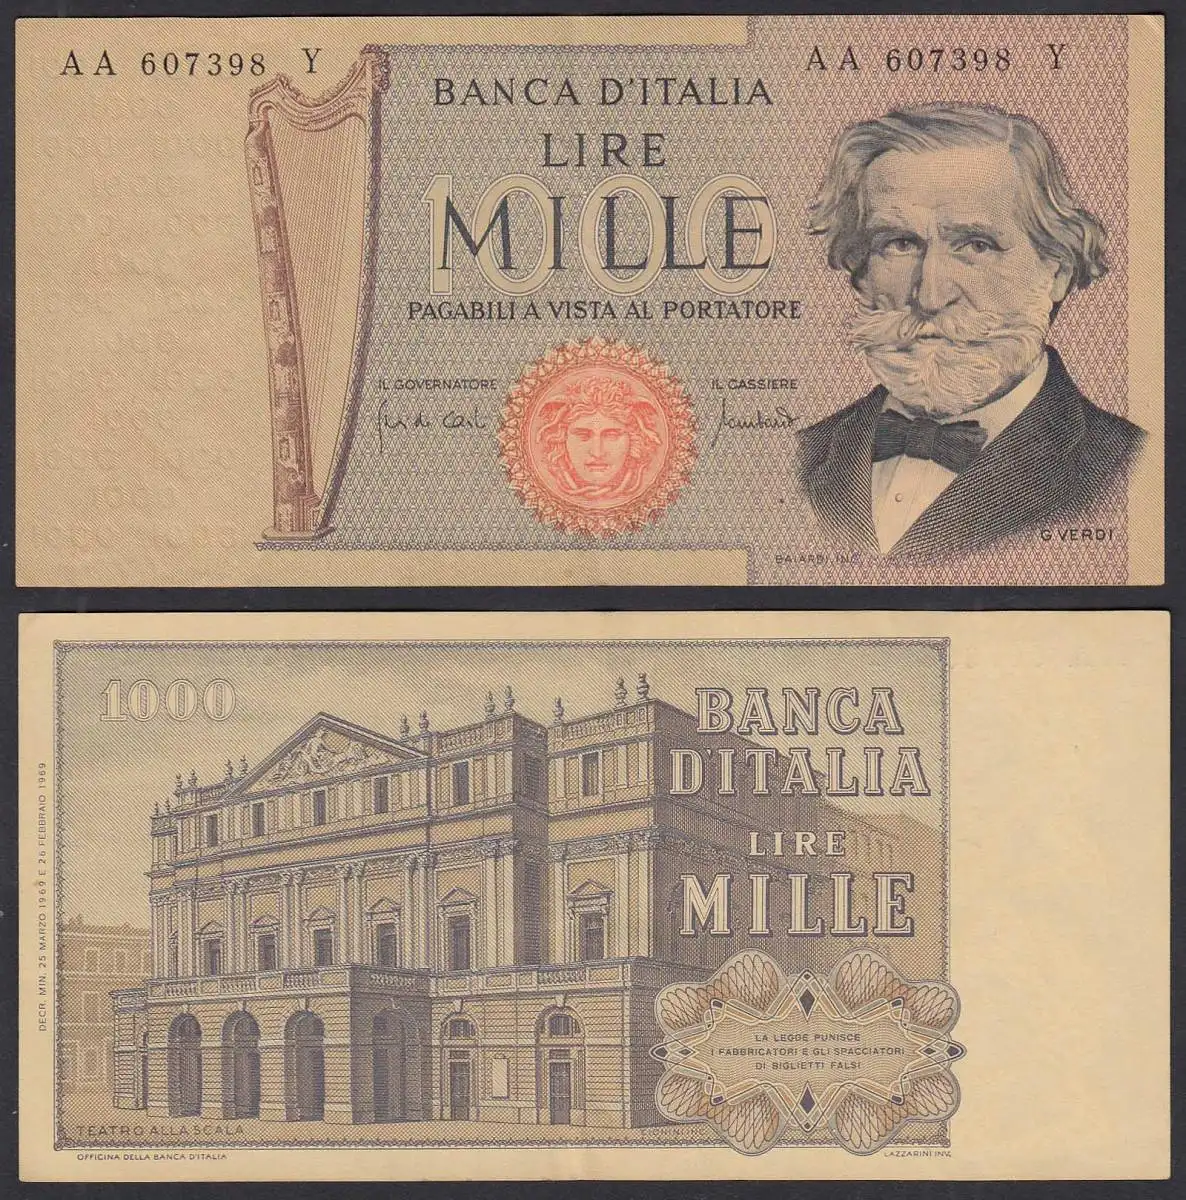 AA 607398 Y
AA 607398 Y
BANCA D'ITALIA
LIRE
1000
MILLE
PAGABILI A VISTA AL PORTATORE
IL GOVERNATORE
IL CASSIERE
G. VERDI
BAIARDI, INC.
1000
BANCA
D'ITALIA
LIRE
MILLE
DECR. MIN. 25 MARZO 1969 E 26 FEBBRAIO 1969
LA LEGGE PUNISCE
I FABBRICATORI E GLI SPACCIATORI
DI BIGLIETTI FALSI
TEATRO ALLA SCALA
OFFICINA DELLA BANCA D'ITALIA
LAZZARINI INV.